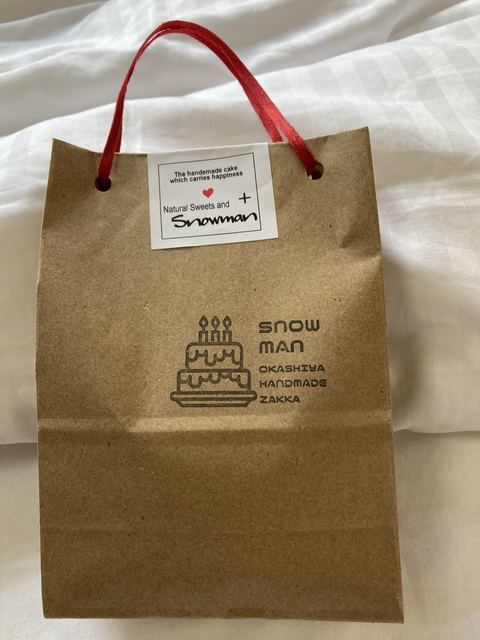 The handmade cake
which carries happiness
Natural Sweets and +
Snowman
SNOW
MAN
OKASHIYA
HANDMADE
ZAKKA